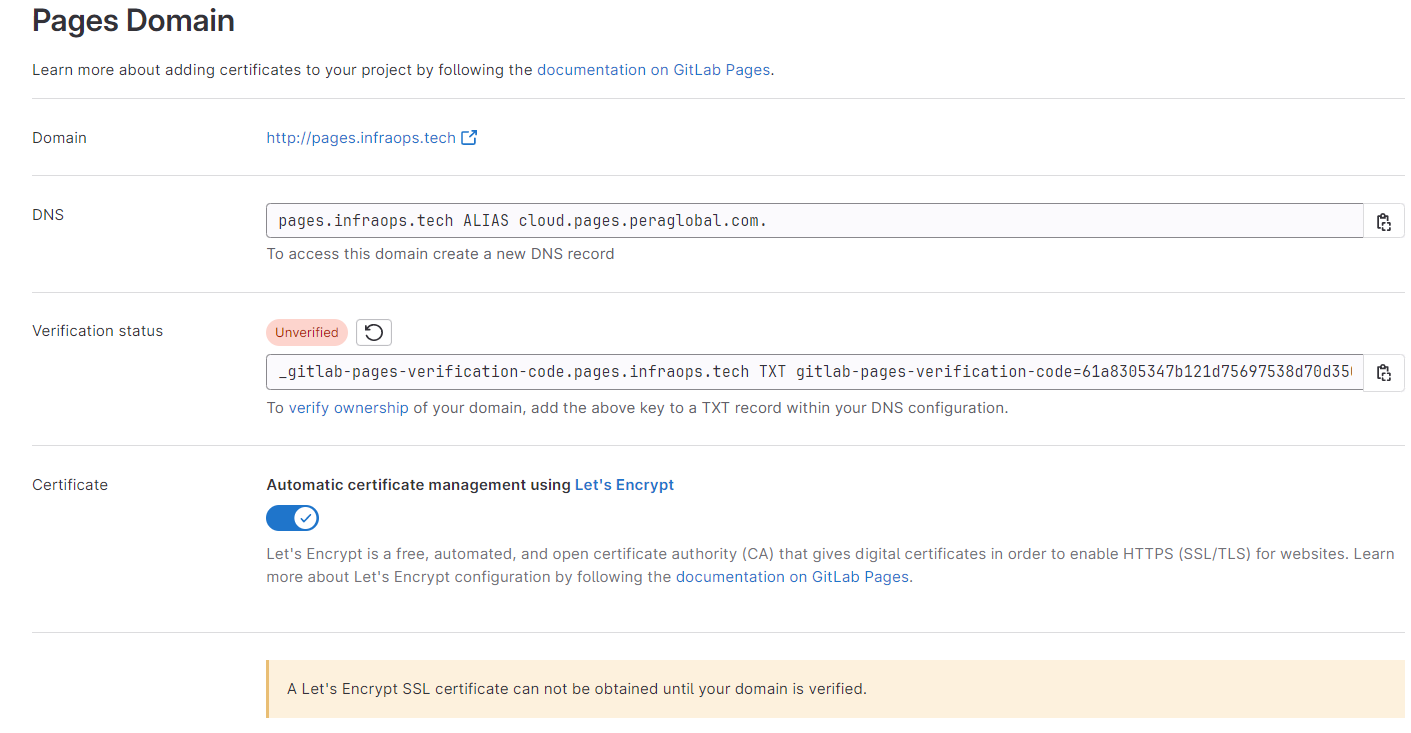 Pages Domain
Learn more about adding certificates to your project by following the documentation on GitLab Pages.
Domain
http://pages.infraops.tech
DNS
pages.infraops.tech ALIAS cloud.pages.peraglobal.com.
To access this domain create a new DNS record
Verification status
Unverified
_gitlab-pages-verification-code.pages.infraops.tech TXT gitlab-pages-verification-code=61a8305347b121d75697538d70d350
To verify ownership of your domain, add the above key to a TXT record within your DNS configuration.
Certificate
Automatic certificate management using Let's Encrypt
Let's Encrypt is a free, automated, and open certificate authority (CA) that gives digital certificates in order to enable HTTPS (SSL/TLS) for websites. Learn
more about Let's Encrypt configuration by following the documentation on GitLab Pages.
A Let's Encrypt SSL certificate can not be obtained until your domain is verified.